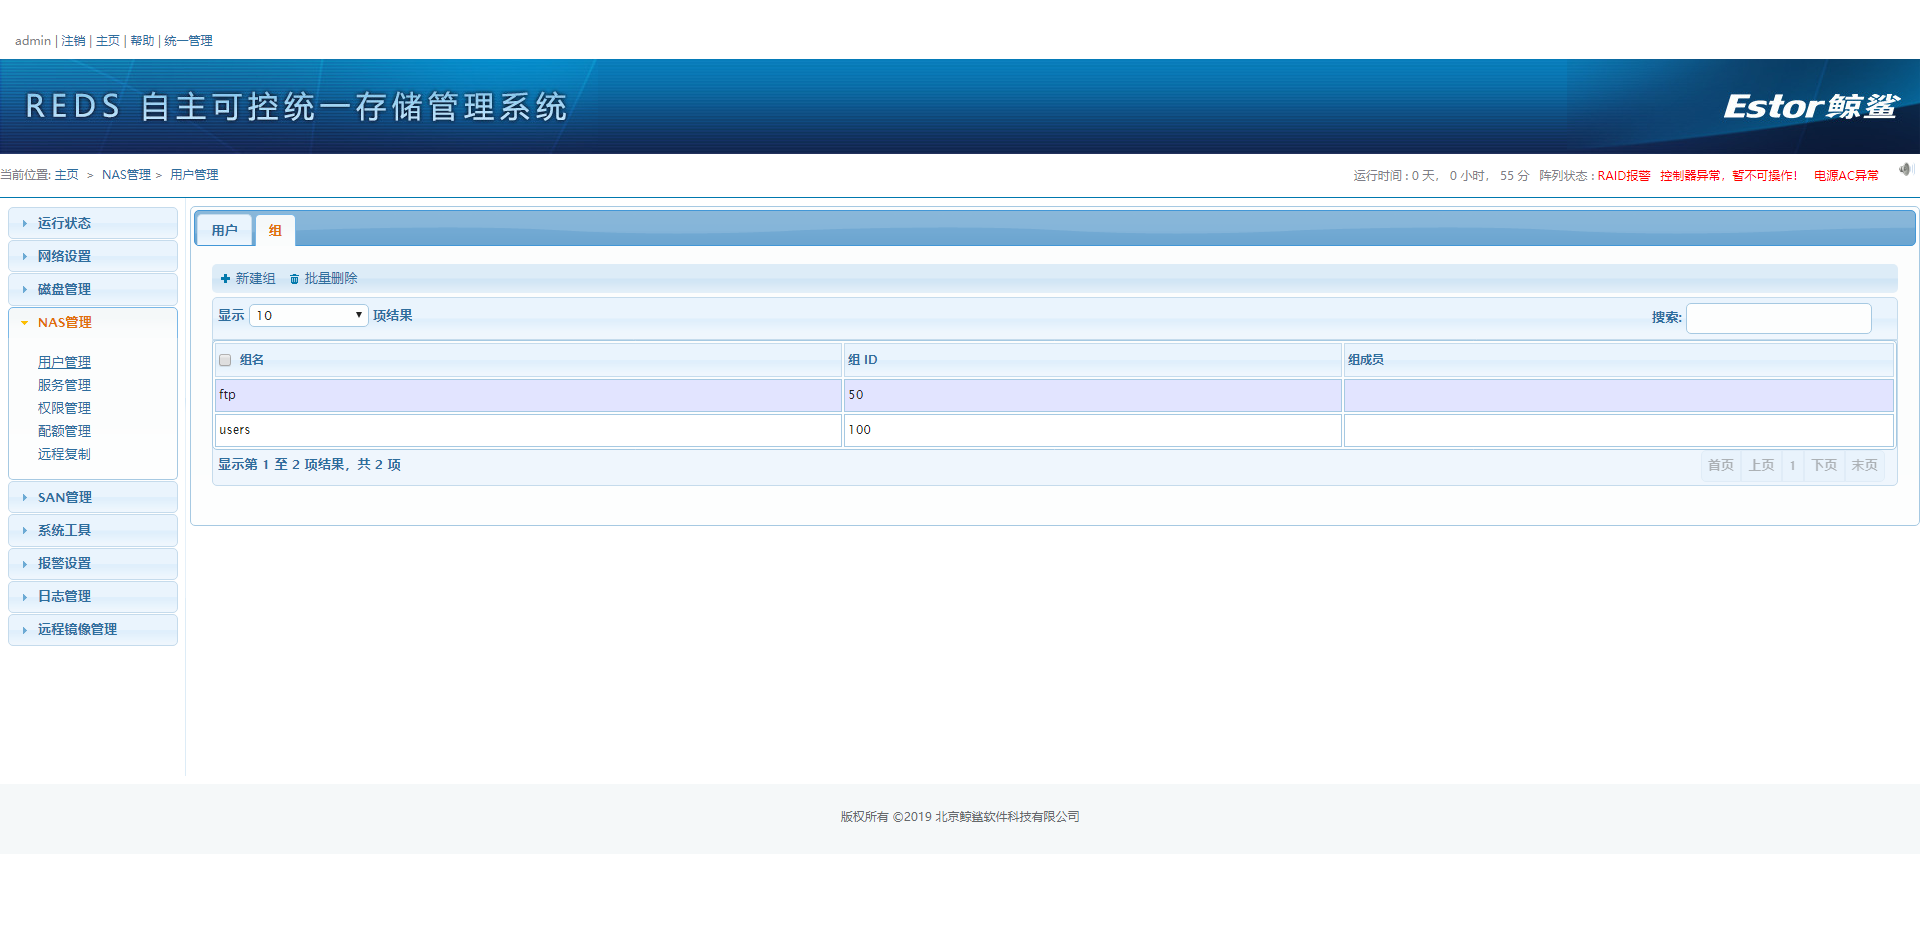 admin | 注销 | 主页 | 帮助 | 统一管理
REDS 自主可控统一存储管理系统
Estor鲸鲨
当前位置: 主页 > NAS管理 > 用户管理
运行时间 : 0 天, 0 小时, 55 分 阵列状态 : RAID报警 控制器异常, 暂不可操作! 电源AC异常
运行状态
网络设置
磁盘管理
NAS管理
用户管理
服务管理
权限管理
配额管理
远程复制
SAN管理
系统工具
报警设置
日志管理
远程镜像管理
用户 组
新建组 批量删除
显示 10 项结果 搜索:
组名 组 ID 组成员
ftp 50
users 100
显示第 1 至 2 项结果, 共 2 项 首页 上页 1 下页 末页
版权所有 ©2019 北京鲸鲨软件科技有限公司